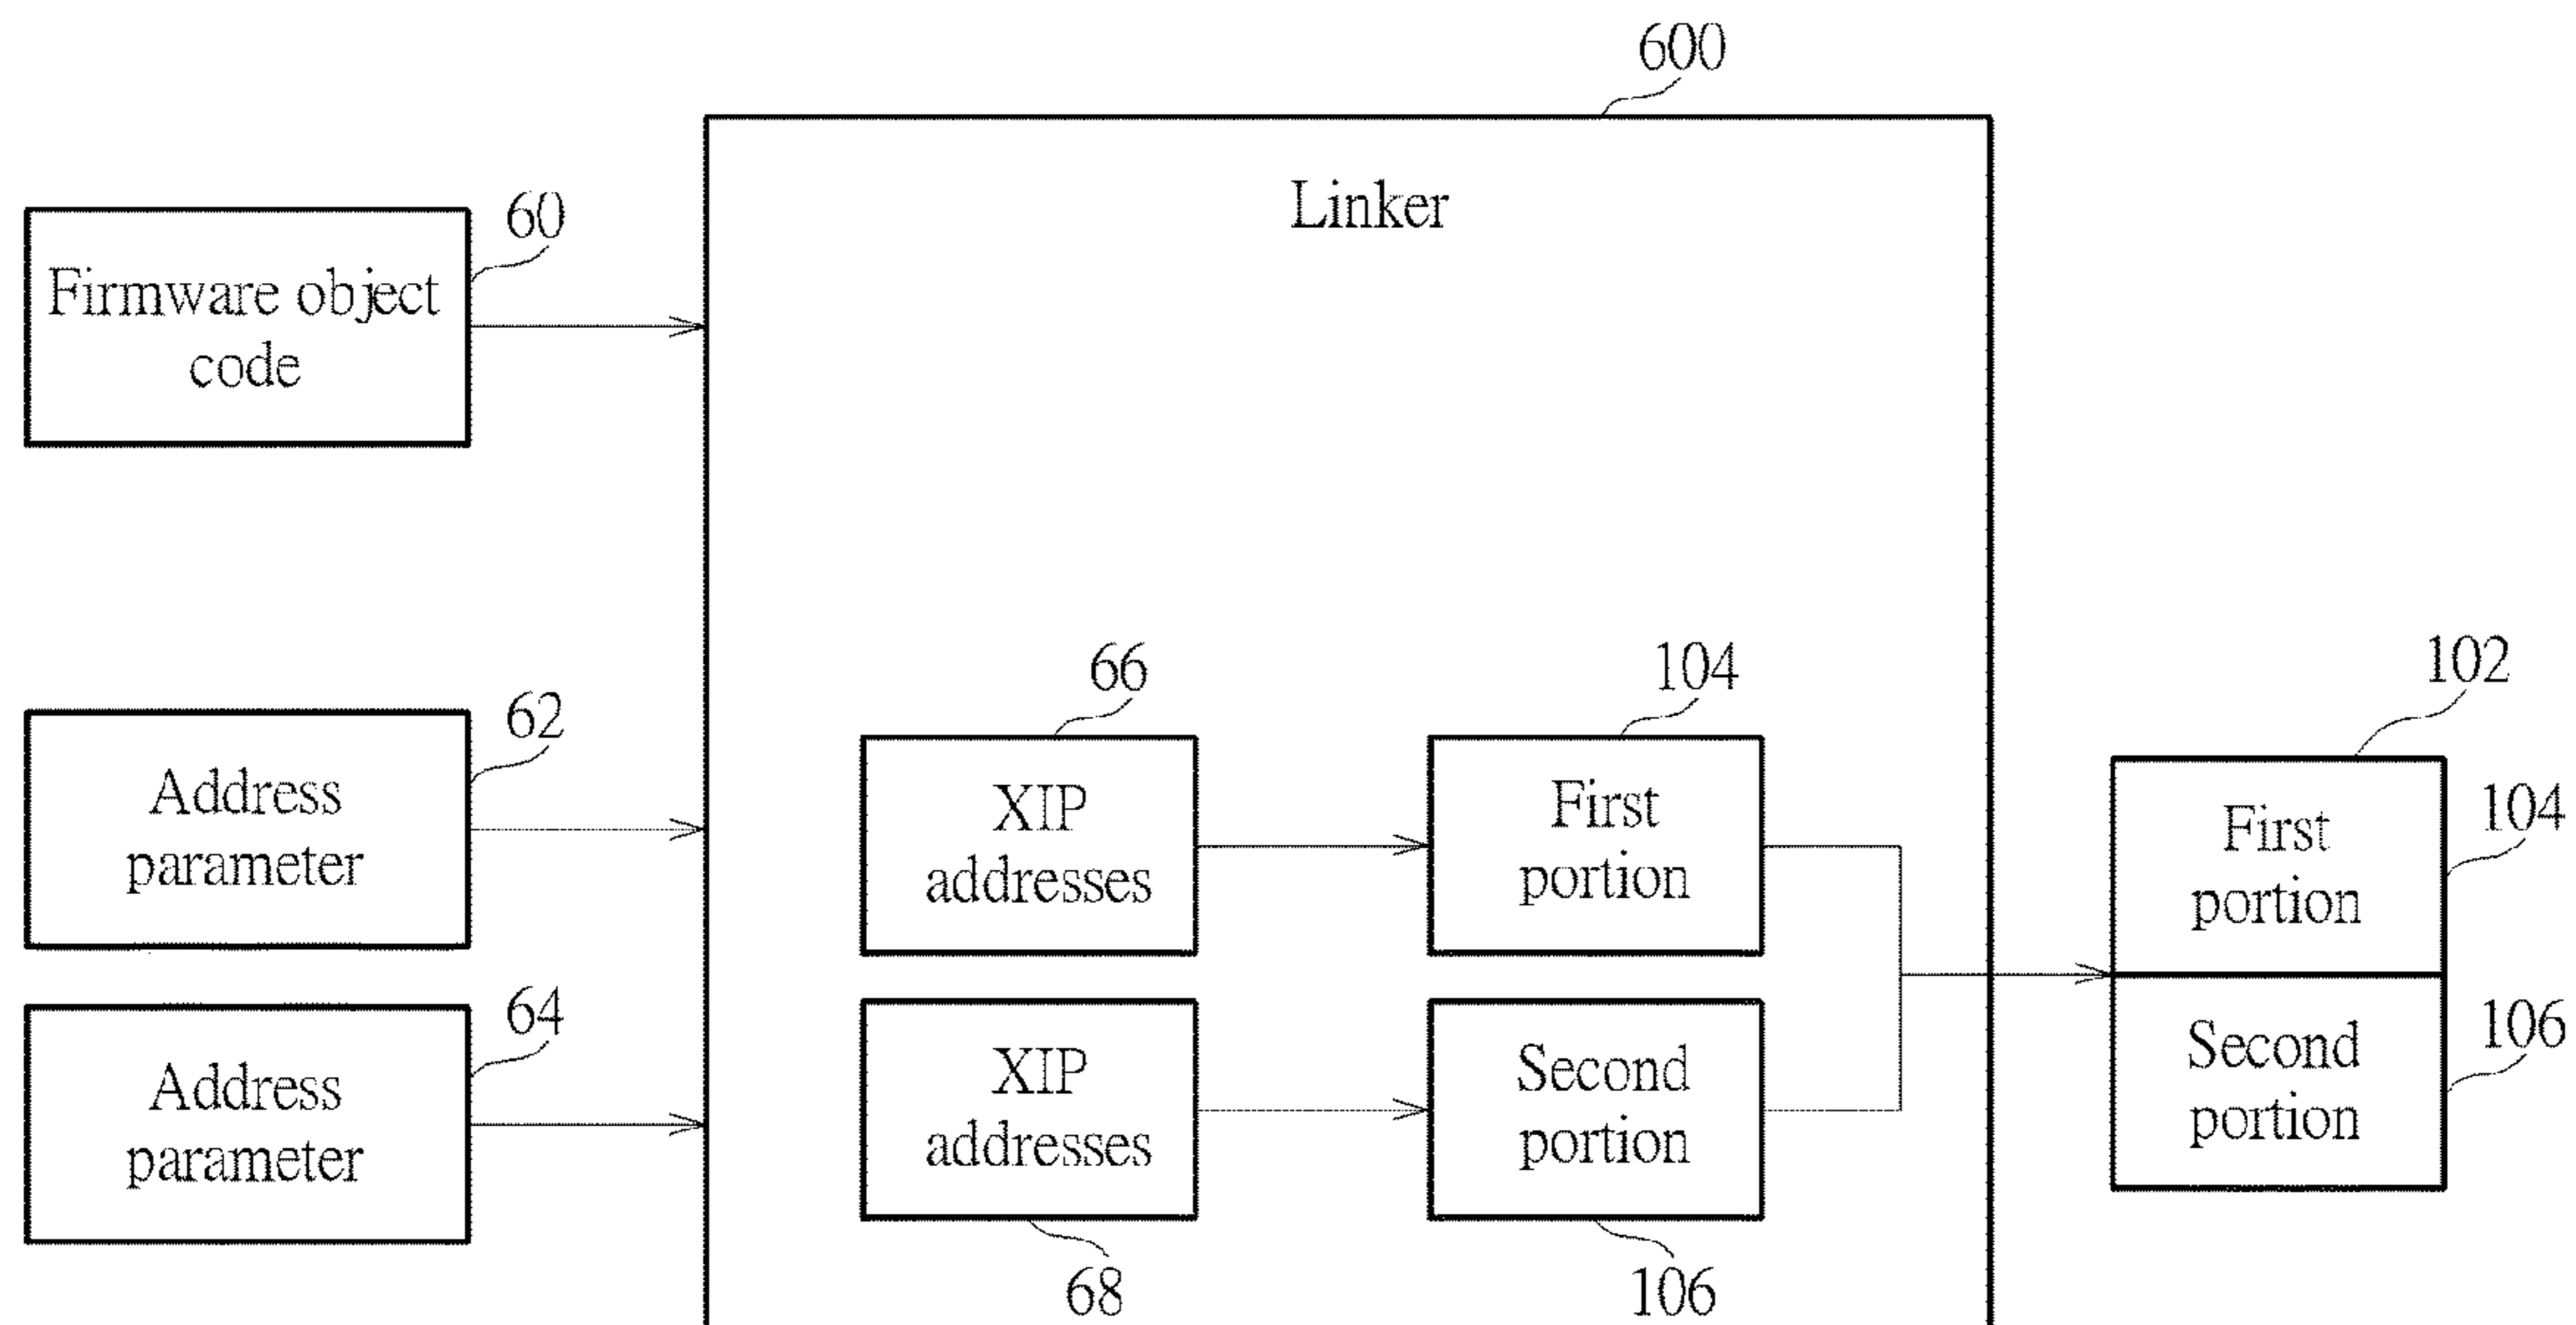 600
Linker
60
Firmware object
code
62
Address
parameter
64
Address
parameter
66
XIP
addresses
104
First
portion
XIP
addresses
68
Second
portion
106
102
First
portion
104
Second
portion
106